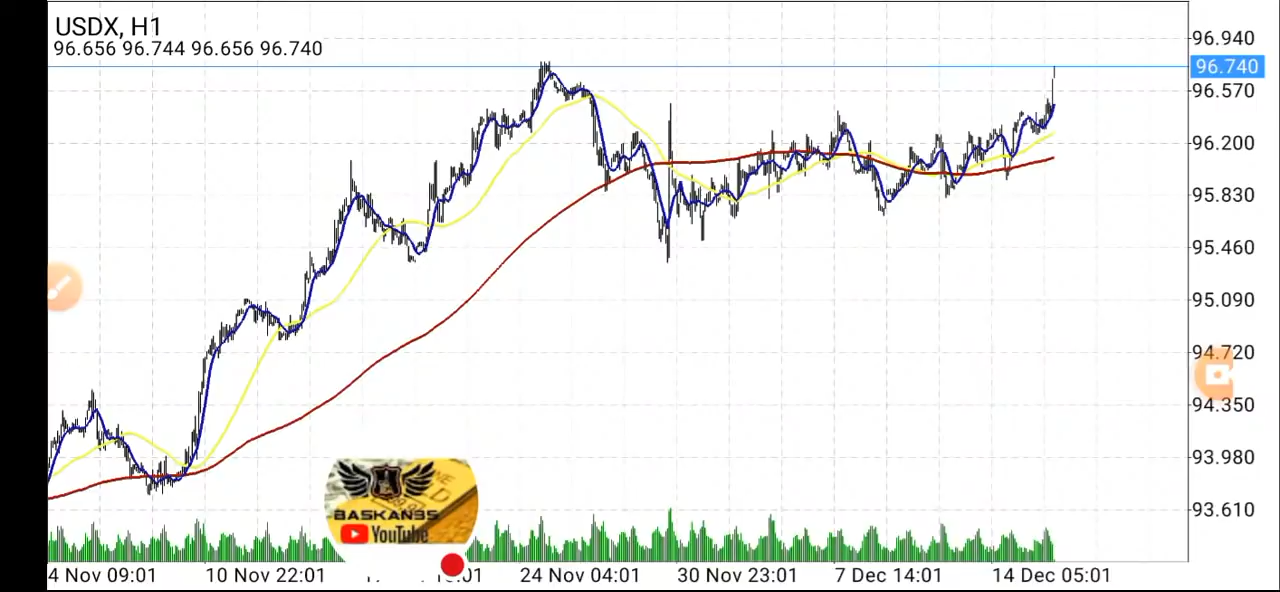 USDX, H1
96.656 96.744 96.656 96.740
96.940
96.740
96.570
96.200
95.830
95.460
95.090
94.720
94.350
93.980
93.610
BASKAN35
YouTube
4 Nov 09:01 10 Nov 22:01 24 Nov 04:01 30 Nov 23:01 7 Dec 14:01 14 Dec 05:01